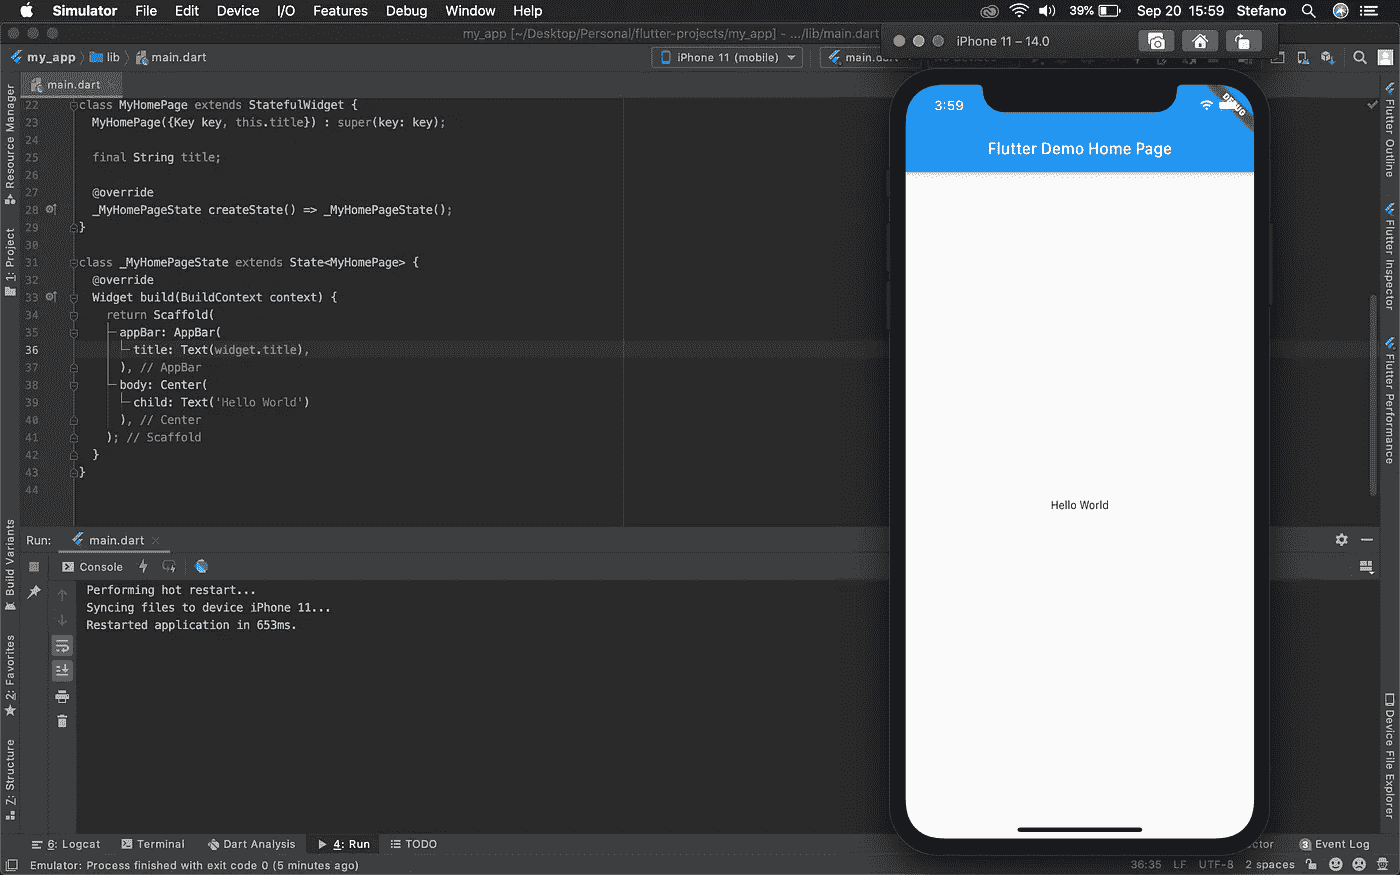 Simulator File Edit Device I/O Features Debug Window Help 39% Sep 20 15:59 Stefano
my_app [~/Desktop/Personal/flutter-projects/my_app] - .../lib/main.dart
iPhone 11 – 14.0
my_app lib main.dart iPhone 11 (mobile) main.dart
main.dart
22 class MyHomePage extends StatefulWidget {
23 MyHomePage({Key key, this.title}) : super(key: key);
24
25 final String title;
26
27 @override
28 _MyHomePageState createState() => _MyHomePageState();
29 }
30
31 class _MyHomePageState extends State<MyHomePage> {
32 @override
33 Widget build(BuildContext context) {
34 return Scaffold(
35 appBar: AppBar(
36 title: Text(widget.title),
37 ), // AppBar
38 body: Center(
39 child: Text('Hello World')
40 ), // Center
41 ); // Scaffold
42 }
43 }
44
Resource Manager
1: Project
Build Variants
2: Favorites
Z: Structure
3:59
DEBUG
Flutter Demo Home Page
Hello World
Flutter Outline
Flutter Inspector
Flutter Performance
Device File Explorer
Run: main.dart
Console
Performing hot restart...
Syncing files to device iPhone 11...
Restarted application in 653ms.
6: Logcat Terminal Dart Analysis 4: Run TODO ctor 3 Event Log
Emulator: Process finished with exit code 0 (5 minutes ago) 36:35 LF UTF-8 2 spaces